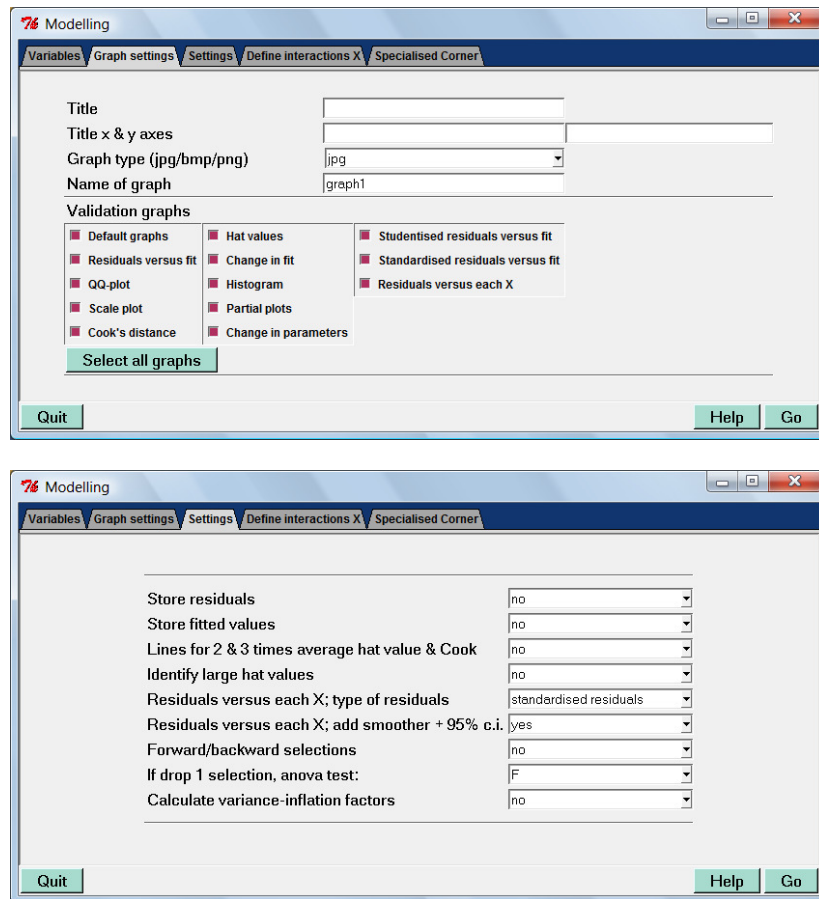 76 Modelling
Variables Graph settings Settings Define interactions X Specialised Corner
Title
Title x & y axes
Graph type (jpg/bmp/png) jpg
Name of graph graph1
Validation graphs
Default graphs Hat values Studentised residuals versus fit
Residuals versus fit Change in fit Standardised residuals versus fit
QQ-plot Histogram Residuals versus each X
Scale plot Partial plots
Cook's distance Change in parameters
Select all graphs
Quit Help Go
76 Modelling
Variables Graph settings Settings Define interactions X Specialised Corner
Store residuals no
Store fitted values no
Lines for 2 & 3 times average hat value & Cook no
Identify large hat values no
Residuals versus each X; type of residuals standardised residuals
Residuals versus each X; add smoother + 95% c.i. yes
Forward/backward selections no
If drop 1 selection, anova test: F
Calculate variance-inflation factors no
Quit Help Go